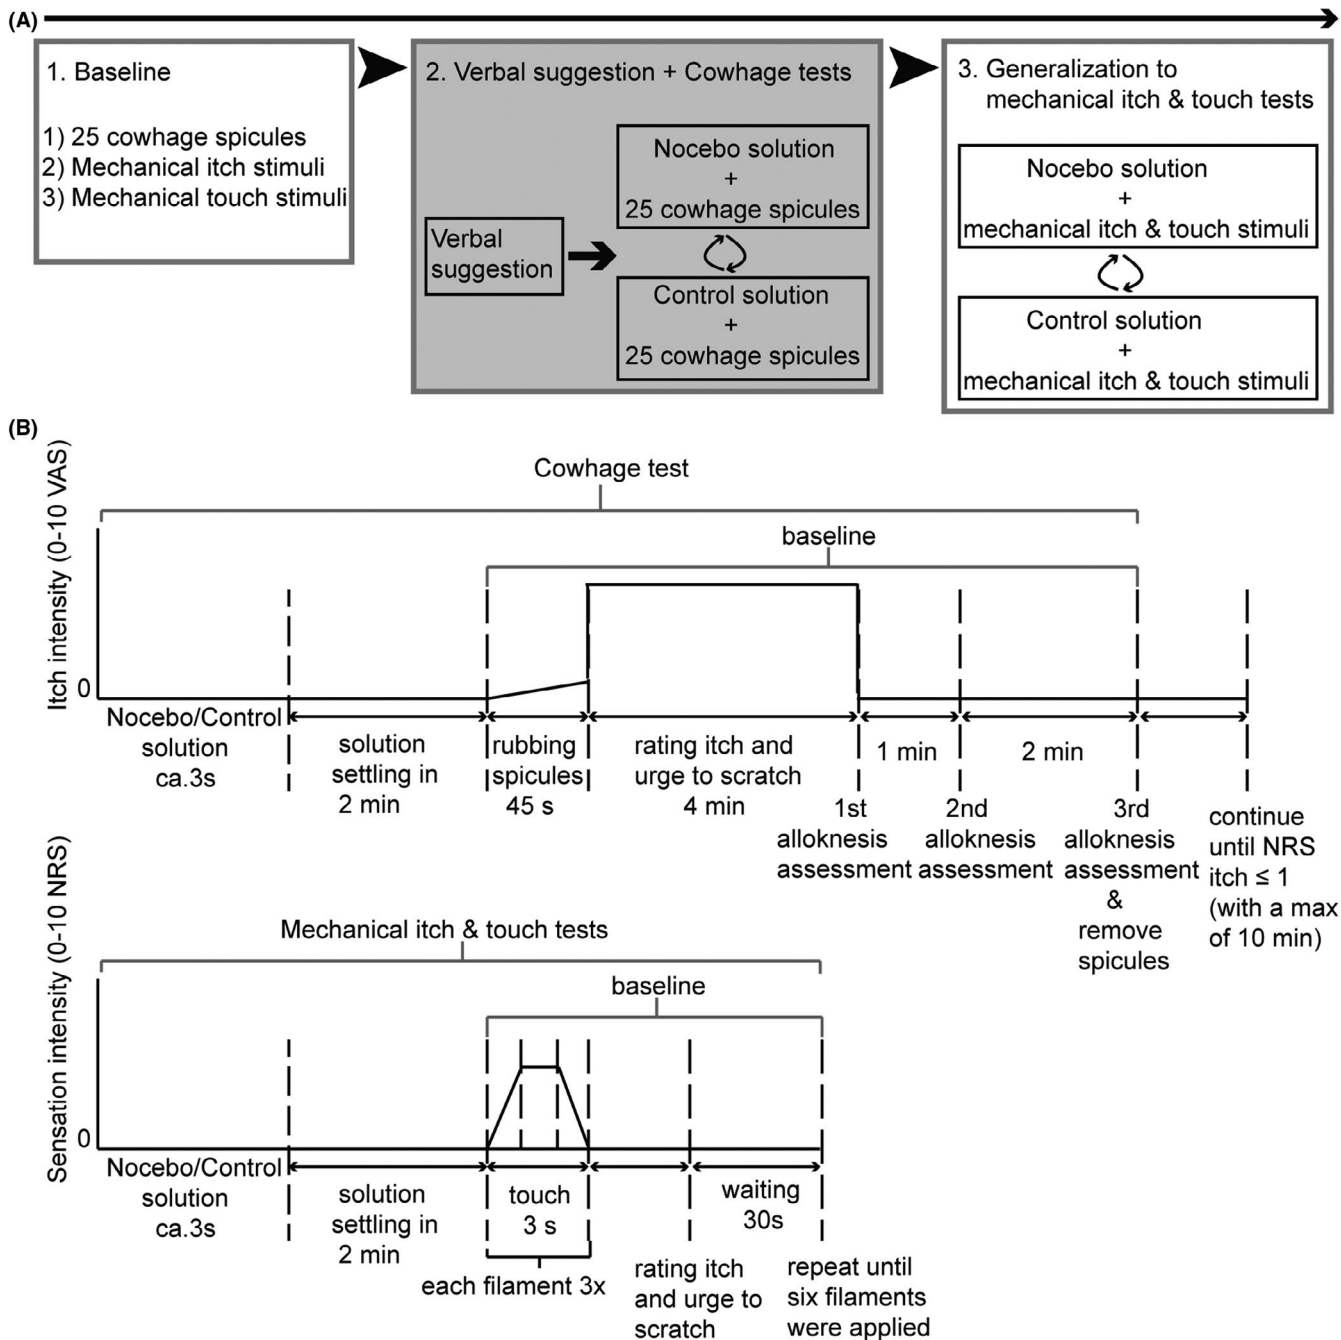 (A)
1. Baseline
1) 25 cowhage spicules
2) Mechanical itch stimuli
3) Mechanical touch stimuli
2. Verbal suggestion + Cowhage tests
Verbal
suggestion
Nocebo solution
+
25 cowhage spicules
Control solution
+
25 cowhage spicules
3. Generalization to
mechanical itch & touch tests
Nocebo solution
+
mechanical itch & touch stimuli
Control solution
+
mechanical itch & touch stimuli
(B)
Itch intensity (0-10 VAS)
Cowhage test
baseline
0
Nocebo/Control
solution
ca.3s
solution
settling in
2 min
rubbing
spicules
45 s
rating itch and
urge to scratch
4 min
1 min
2 min
1st
alloknesis
assessment
2nd
alloknesis
assessment
3rd
alloknesis
assessment
&
remove
spicules
continue
until NRS
itch ≤ 1
(with a max
of 10 min)
Sensation intensity (0-10 NRS)
Mechanical itch & touch tests
baseline
0
Nocebo/Control
solution
ca.3s
solution
settling in
2 min
touch
3 s
each filament 3x
rating itch
and urge to
scratch
waiting
30s
repeat until
six filaments
were applied